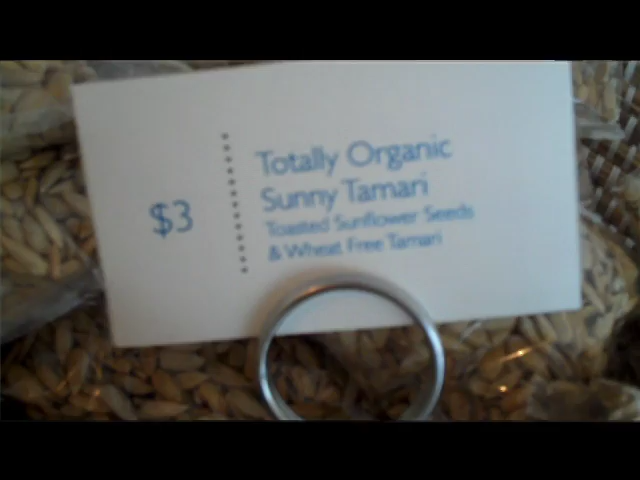 $3
Totally Organic
Sunny Tamari
Toasted Sunflower Seeds
& Wheat Free Tamari